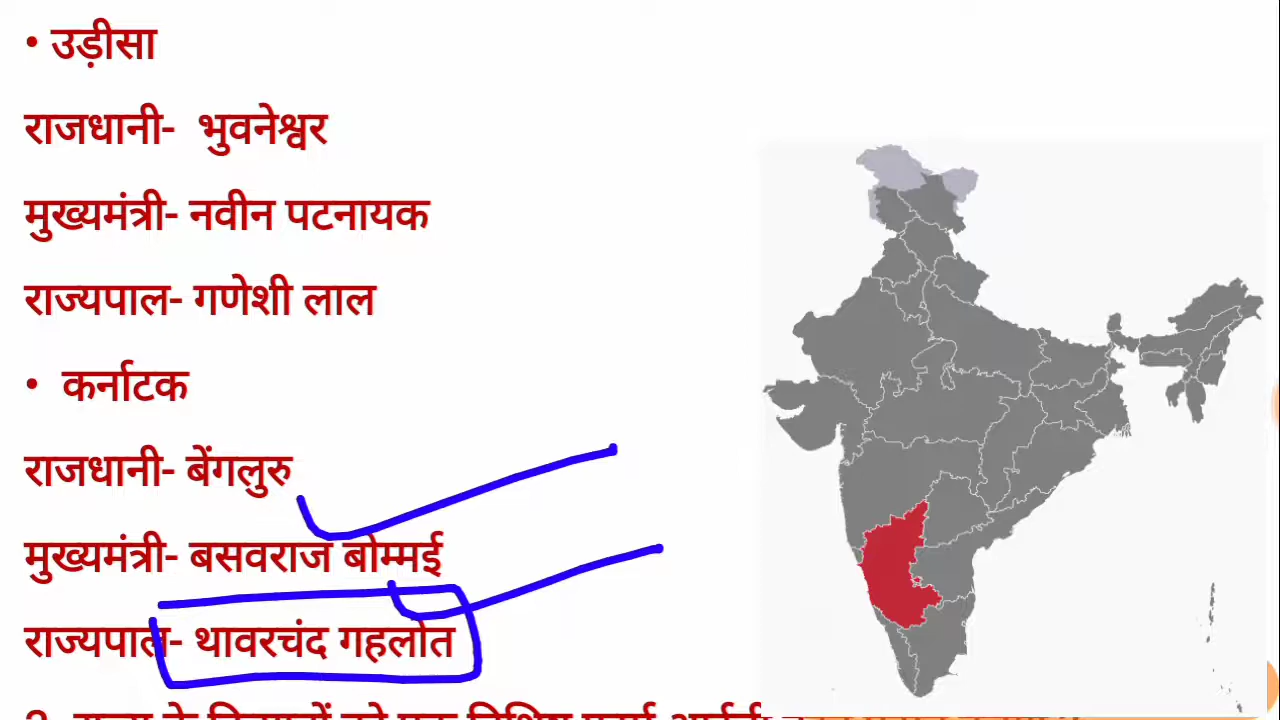 • उड़ीसा
राजधानी- भुवनेश्वर
मुख्यमंत्री- नवीन पटनायक
राज्यपाल- गणेशी लाल
• कर्नाटक
राजधानी- बेंगलुरु
मुख्यमंत्री- बसवराज बोम्मई
राज्यपाल- थावरचंद गहलोत